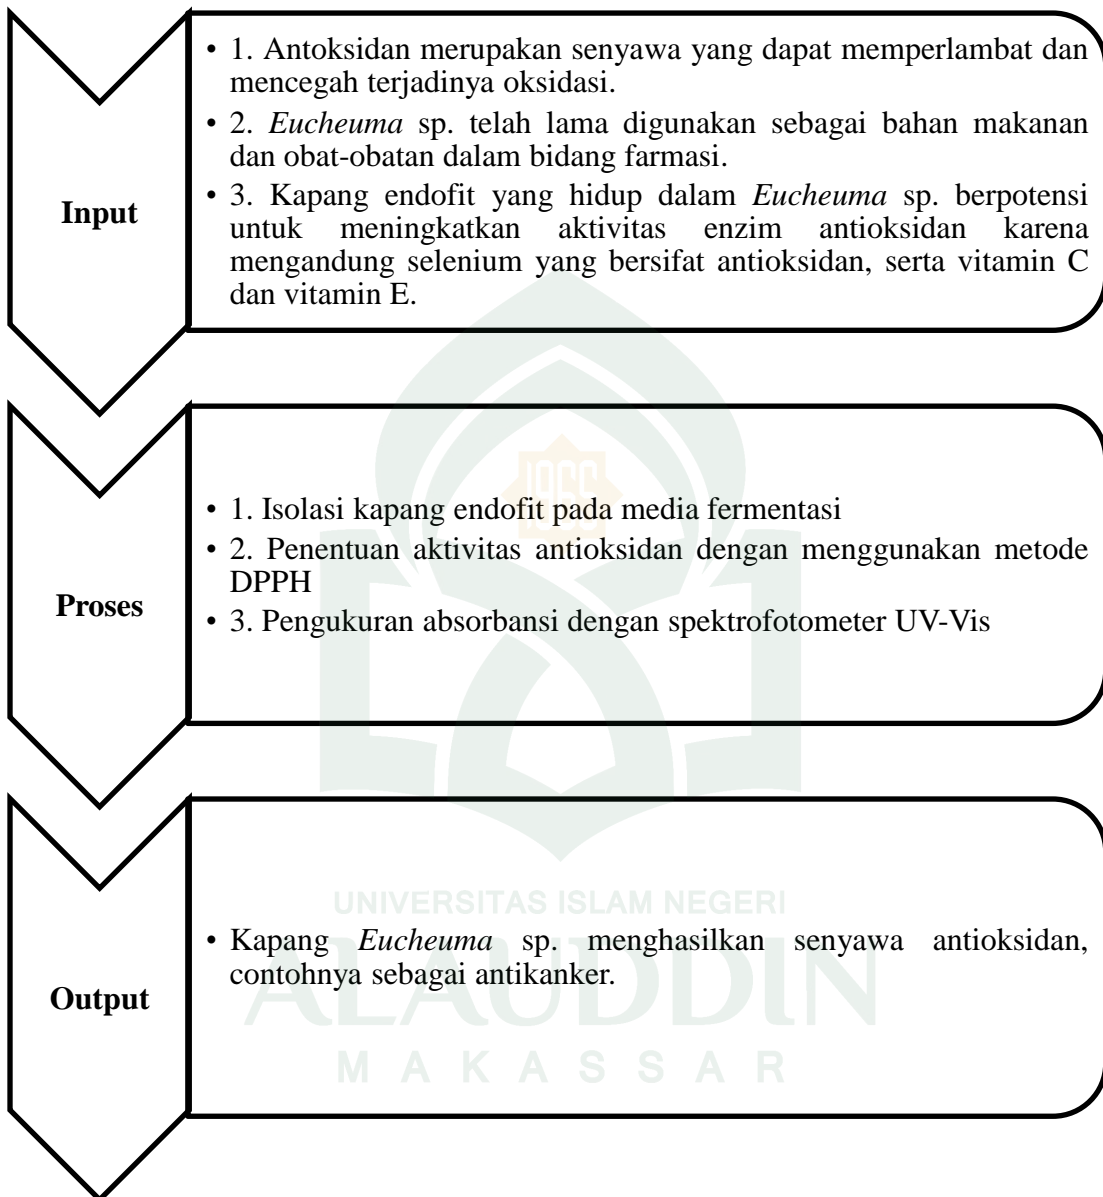 Input
• 1. Antoksidan merupakan senyawa yang dapat memperlambat dan
mencegah terjadinya oksidasi.
• 2. Eucheuma sp. telah lama digunakan sebagai bahan makanan
dan obat-obatan dalam bidang farmasi.
• 3. Kapang endofit yang hidup dalam Eucheuma sp. berpotensi
untuk meningkatkan aktivitas enzim antioksidan karena
mengandung selenium yang bersifat antioksidan, serta vitamin C
dan vitamin E.
Proses
1965
• 1. Isolasi kapang endofit pada media fermentasi
• 2. Penentuan aktivitas antioksidan dengan menggunakan metode
DPPH
• 3. Pengukuran absorbansi dengan spektrofotometer UV-Vis
Output
UNIVERSITAS ISLAM NEGERI
• Kapang Eucheuma sp. menghasilkan senyawa antioksidan,
contohnya sebagai antikanker.
ALAUDDIN
MAKASSAR